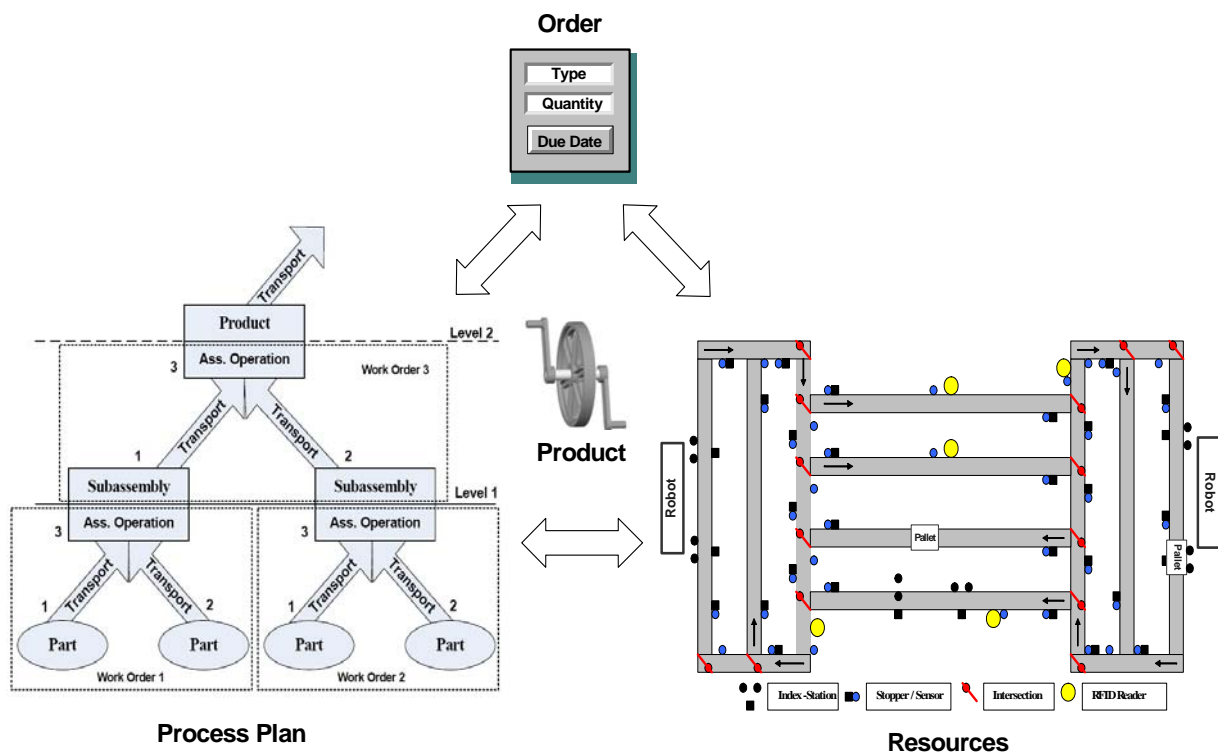 Order
Type
Quantity
Due Date
Transport
Product
Level 2
Ass. Operation
3
Work Order 3
Transport
Transport
1
2
Subassembly
Subassembly
Level 1
Ass. Operation
Ass. Operation
3
3
Transport
Transport
Transport
Transport
1
2
1
2
Part
Part
Part
Part
Work Order 1
Work Order 2
Process Plan
Product
Robot
Robot
Pallet
Pallet
Index -Station
Stopper / Sensor
Intersection
RFID Reader
Resources